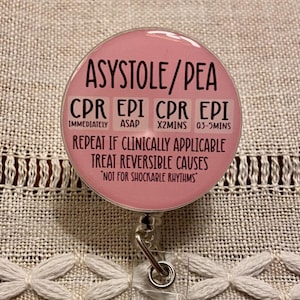 ASYSTOLE/PEA
CPR EPI CPR EPI
IMMEDIATELY ASAP X2MINS Q3-5MINS
REPEAT IF CLINICALLY APPLICABLE
TREAT REVERSIBLE CAUSES
"NOT FOR SHOCKABLE RHYTHMS"